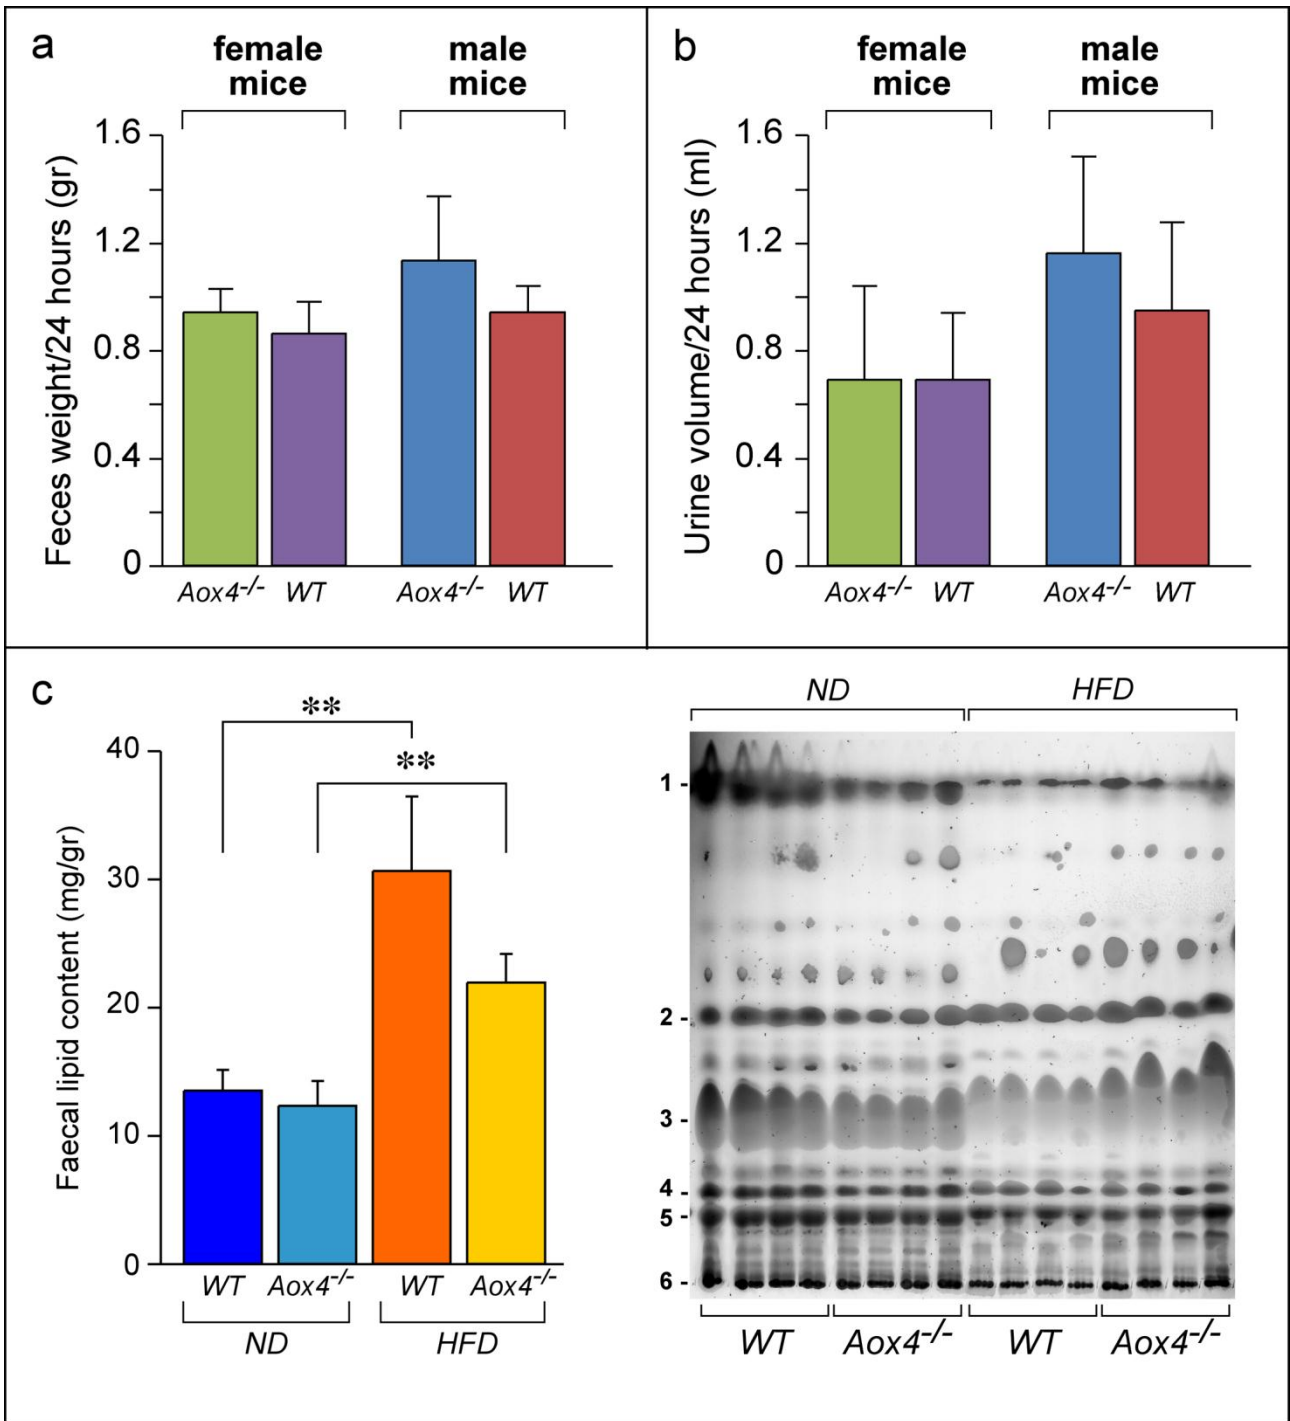 a
female mice
male mice
Feces weight/24 hours (gr)
1.6
1.2
0.8
0.4
0
Aox4-/- WT Aox4-/- WT
b
female mice
male mice
Urine volume/24 hours (ml)
1.6
1.2
0.8
0.4
0
Aox4-/- WT Aox4-/- WT
c
**
**
Faecal lipid content (mg/gr)
40
30
20
10
0
WT Aox4-/- WT Aox4-/-
ND HFD
ND HFD
1 -
2 -
3 -
4 -
5 -
6 -
WT Aox4-/- WT Aox4-/-